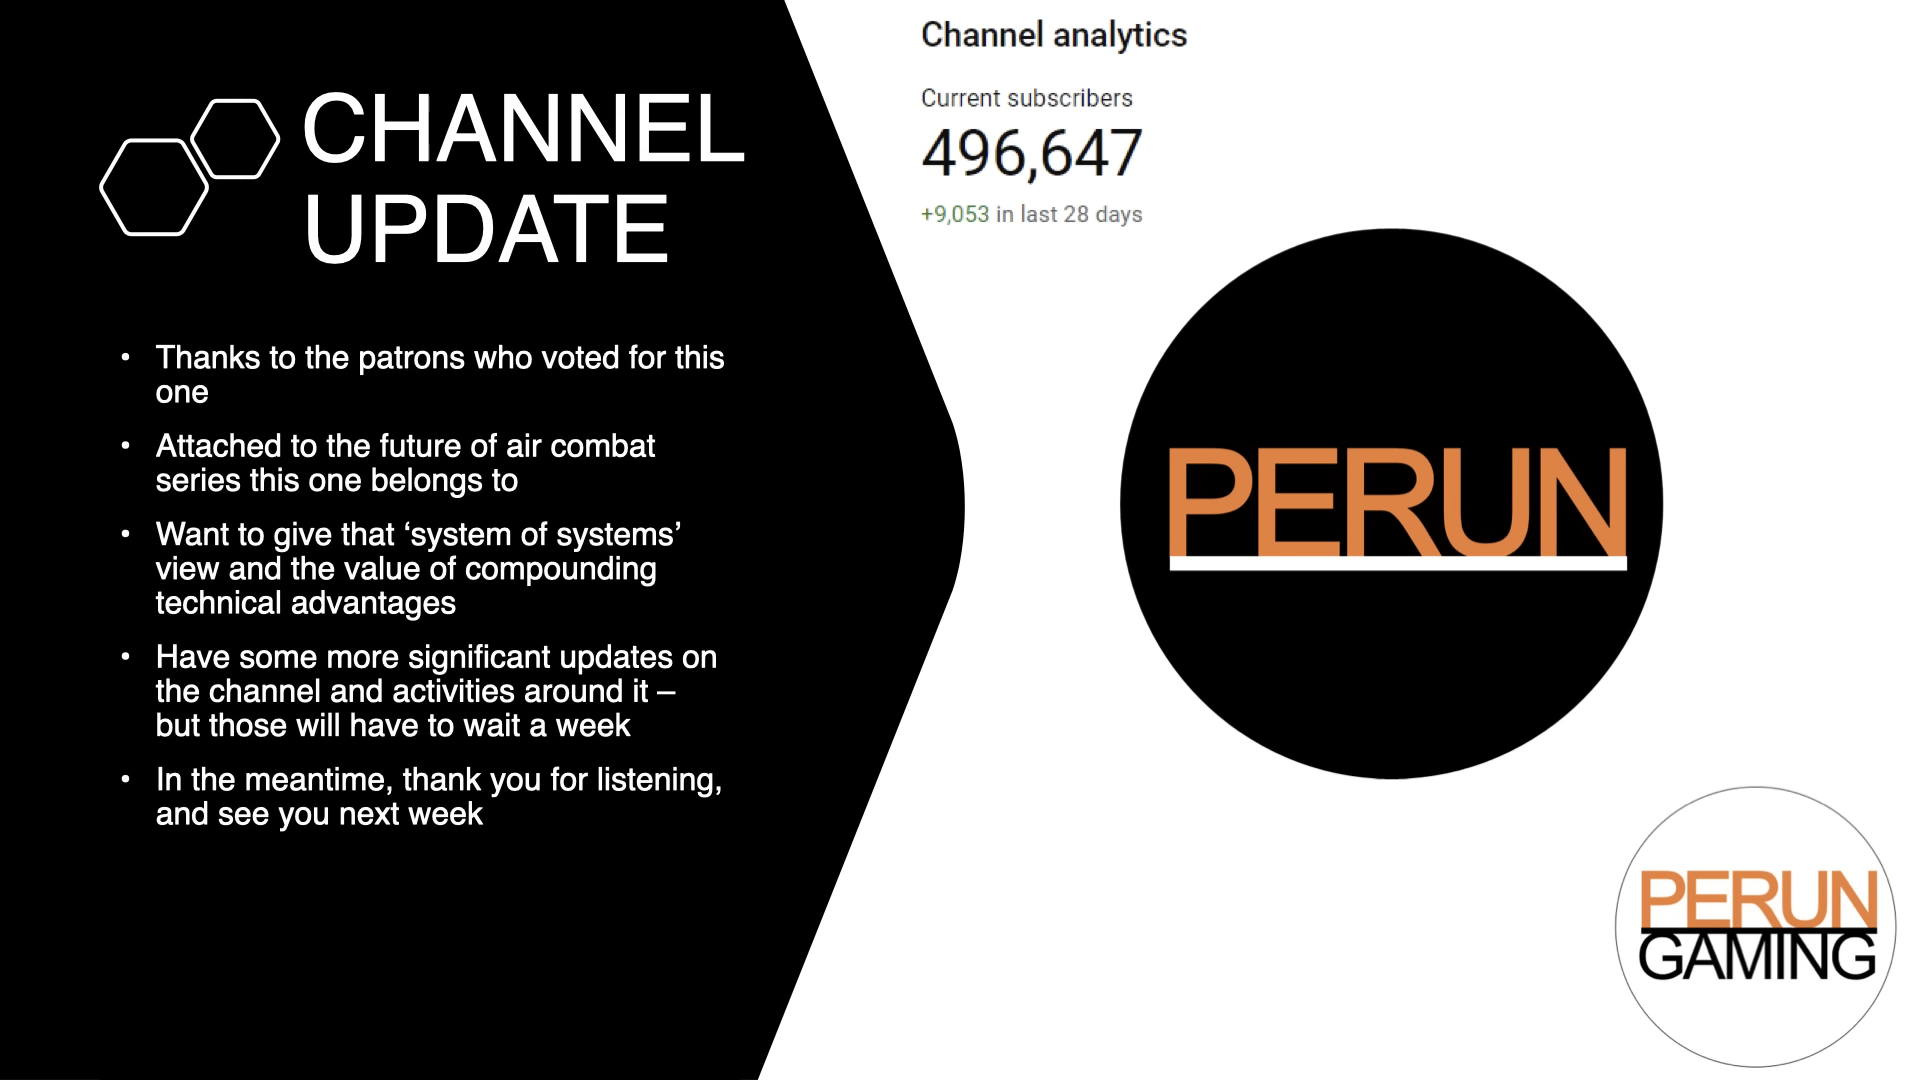 CHANNEL
UPDATE
• Thanks to the patrons who voted for this
one
• Attached to the future of air combat
series this one belongs to
• Want to give that ‘system of systems’
view and the value of compounding
technical advantages
• Have some more significant updates on
the channel and activities around it –
but those will have to wait a week
• In the meantime, thank you for listening,
and see you next week
Channel analytics
Current subscribers
496,647
+9,053 in last 28 days
PERUN
PERUN
GAMING